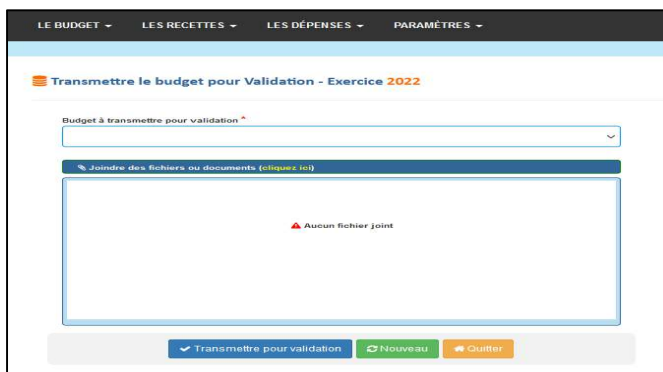 LE BUDGET LES RECETTES LES DÉPENSES PARAMÈTRES
Transmettre le budget pour Validation - Exercice 2022
Budget à transmettre pour validation *
Joindre des fichiers ou documents (cliquez ici)
Aucun fichier joint
Transmettre pour validation Nouveau Quitter